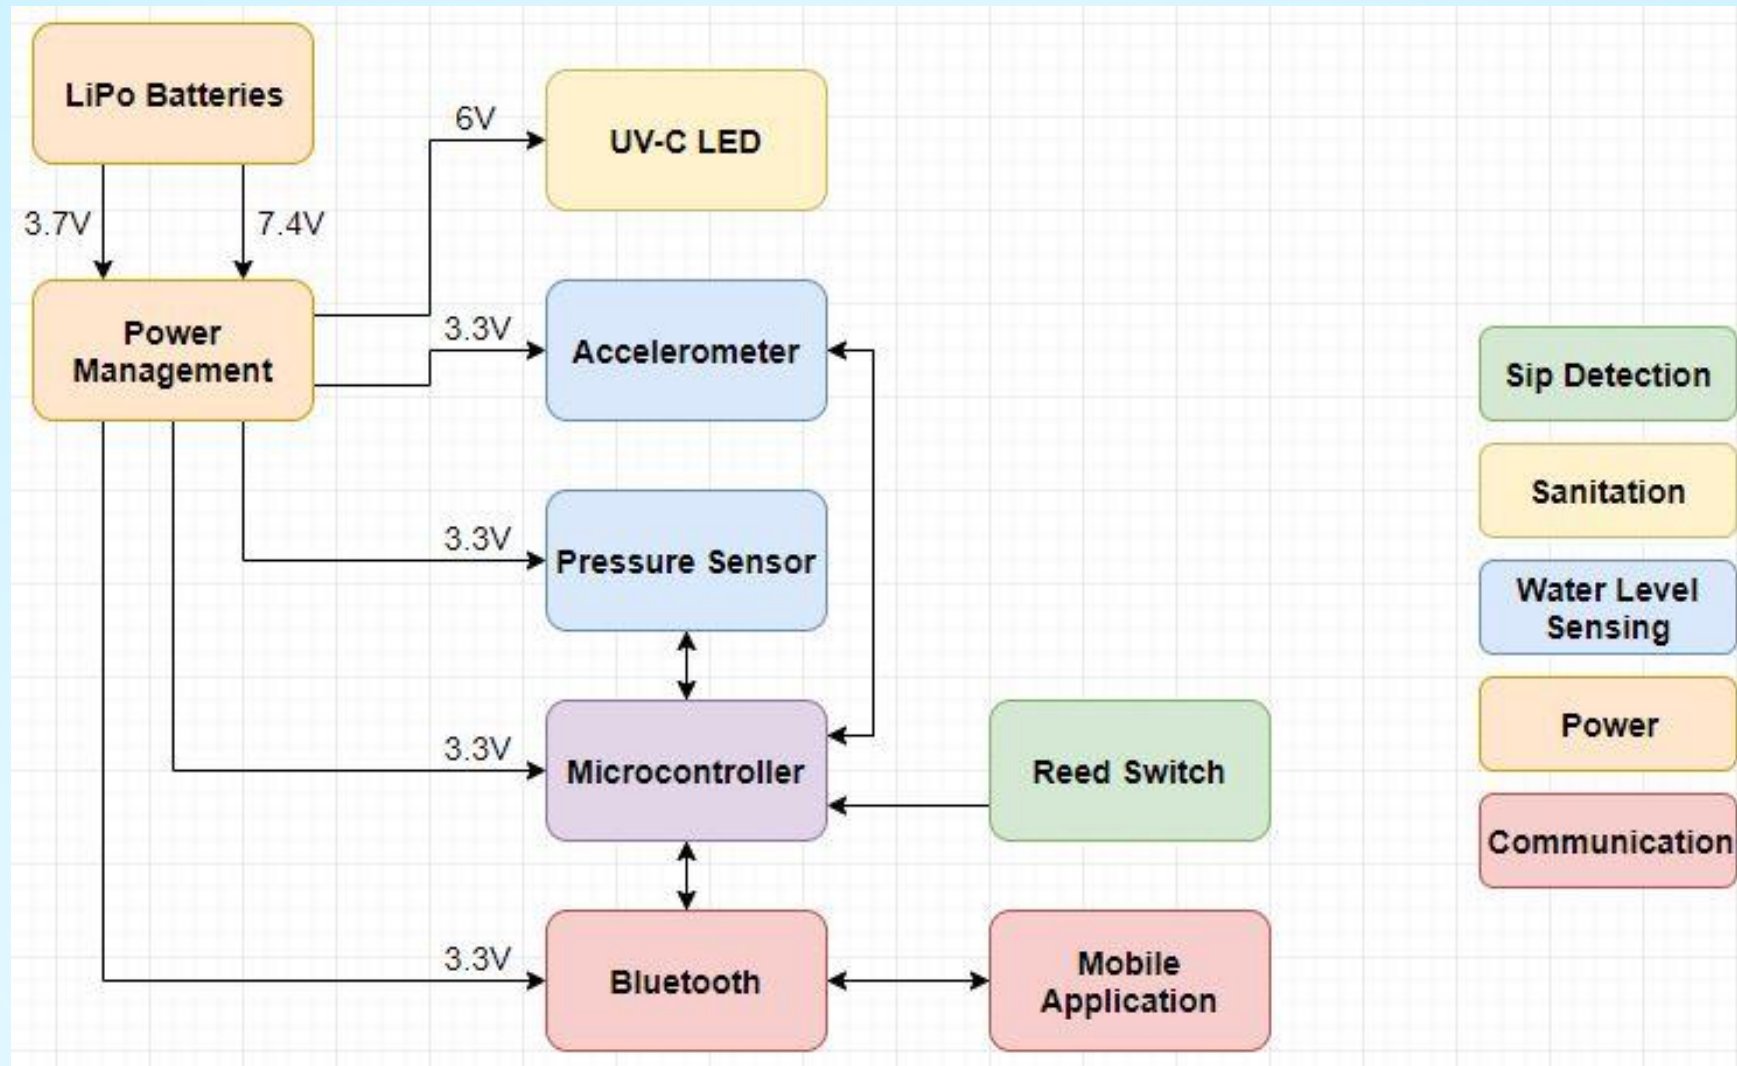 LiPo Batteries
6V
UV-C LED
3.7V
7.4V
Power
Management
3.3V
Accelerometer
3.3V
Pressure Sensor
3.3V
Microcontroller
Reed Switch
3.3V
Bluetooth
Mobile
Application
Sip Detection
Sanitation
Water Level
Sensing
Power
Communication